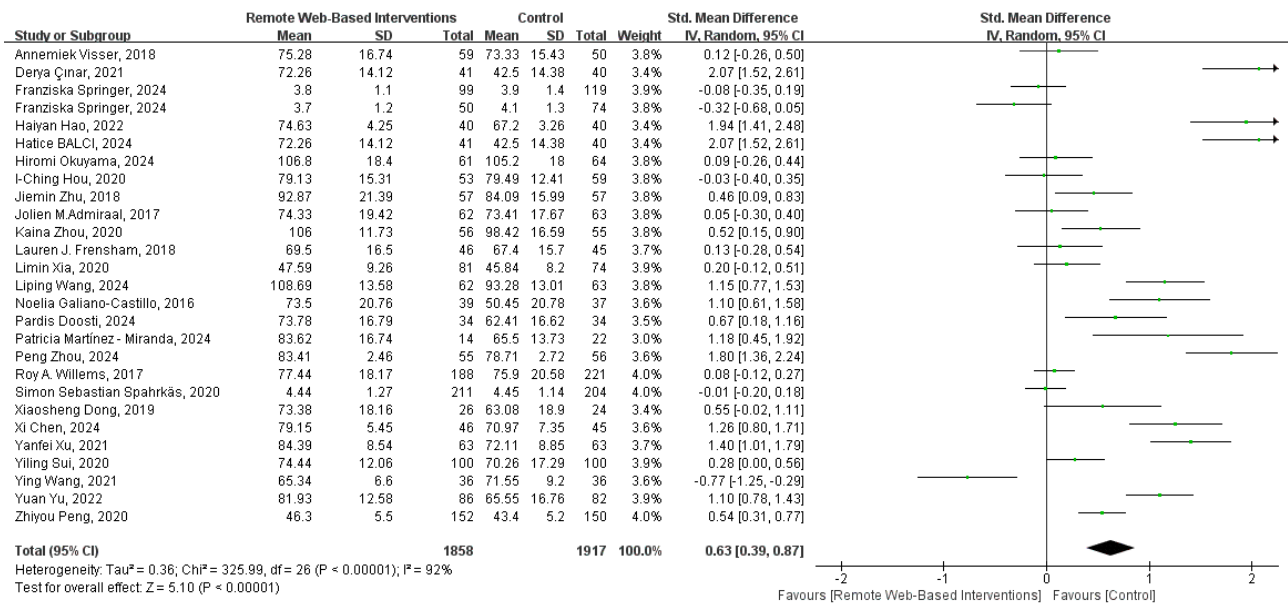 Remote Web-Based Interventions Control Std. Mean Difference Std. Mean Difference
Study or Subgroup Mean SD Total Mean SD Total Weight IV, Random, 95% CI IV, Random, 95% CI
Annemiek Visser, 2018 75.28 16.74 59 73.33 15.43 50 3.8% 0.12 [-0.26, 0.50]
Derya Çınar, 2021 72.26 14.12 41 42.5 14.38 40 3.4% 2.07 [1.52, 2.61]
Franziska Springer, 2024 3.8 1.1 99 3.9 1.4 119 4.0% -0.08 [-0.35, 0.19]
Franziska Springer, 2024 3.7 1.2 50 4.1 1.3 74 3.8% -0.32 [-0.68, 0.05]
Haiyan Hao, 2022 74.63 4.25 40 67.2 3.26 40 3.4% 1.94 [1.41, 2.48]
Hatice BALCI, 2024 72.26 14.12 41 42.5 14.38 40 3.4% 2.07 [1.52, 2.61]
Hiromi Okuyama, 2024 106.8 18.4 61 105.2 18 64 3.8% 0.09 [-0.26, 0.44]
I-Ching Hou, 2020 79.13 15.31 53 79.49 12.41 59 3.8% -0.03 [-0.40, 0.35]
Jiemin Zhu, 2018 92.87 21.39 57 84.09 15.99 57 3.8% 0.46 [0.09, 0.83]
Jolien M.Admiraal, 2017 74.33 19.42 62 73.41 17.67 63 3.8% 0.05 [-0.30, 0.40]
Kaina Zhou, 2020 106 11.73 56 98.42 16.59 55 3.7% 0.52 [0.15, 0.90]
Lauren J. Frensham, 2018 69.5 16.5 46 67.4 15.7 45 3.7% 0.13 [-0.28, 0.54]
Limin Xia, 2020 47.59 9.26 81 45.84 8.2 74 3.9% 0.20 [-0.12, 0.51]
Liping Wang, 2024 108.69 13.58 62 93.28 13.01 63 3.7% 1.15 [0.77, 1.53]
Noelia Galiano-Castillo, 2016 73.5 20.76 39 50.45 20.78 37 3.5% 1.10 [0.61, 1.58]
Pardis Doosti, 2024 73.78 16.79 34 62.41 16.62 34 3.5% 0.67 [0.18, 1.16]
Patricia Martínez - Miranda, 2024 83.62 16.74 14 65.5 13.73 22 2.9% 1.18 [0.45, 1.92]
Peng Zhou, 2024 83.41 2.46 55 78.71 2.72 56 3.6% 1.80 [1.36, 2.24]
Roy A. Willems, 2017 77.44 18.17 188 75.9 20.58 221 4.1% 0.08 [-0.12, 0.27]
Simon Sebastian Spahrkäs, 2020 4.44 1.27 211 4.45 1.14 204 4.1% -0.01 [-0.20, 0.18]
Xiaosheng Dong, 2019 73.38 18.16 26 63.08 18.9 24 3.3% 0.55 [-0.02, 1.11]
Xi Chen, 2024 79.15 5.45 46 70.97 7.35 45 3.6% 1.26 [0.80, 1.71]
Yanfei Xu, 2021 84.39 8.54 63 72.11 8.85 63 3.7% 1.40 [1.01, 1.79]
Yiling Sui, 2020 74.44 12.06 100 70.26 17.29 100 4.0% 0.28 [0.00, 0.56]
Ying Wang, 2021 65.34 6.6 36 71.55 9.2 36 3.5% -0.77 [-1.25, -0.29]
Yuan Yu, 2022 81.93 12.58 86 65.55 16.76 82 3.9% 1.10 [0.78, 1.43]
Zhiyou Peng, 2020 46.3 5.5 152 43.4 5.2 150 4.0% 0.54 [0.31, 0.77]
Total (95% CI) 1858 1917 100.0% 0.63 [0.39, 0.87]
Heterogeneity: Tau² = 0.36; Chi² = 325.99, df = 26 (P < 0.00001); I² = 92%
Test for overall effect: Z = 5.10 (P < 0.00001)
-2 -1 0 1 2
Favours [Remote Web-Based Interventions] Favours [Control]